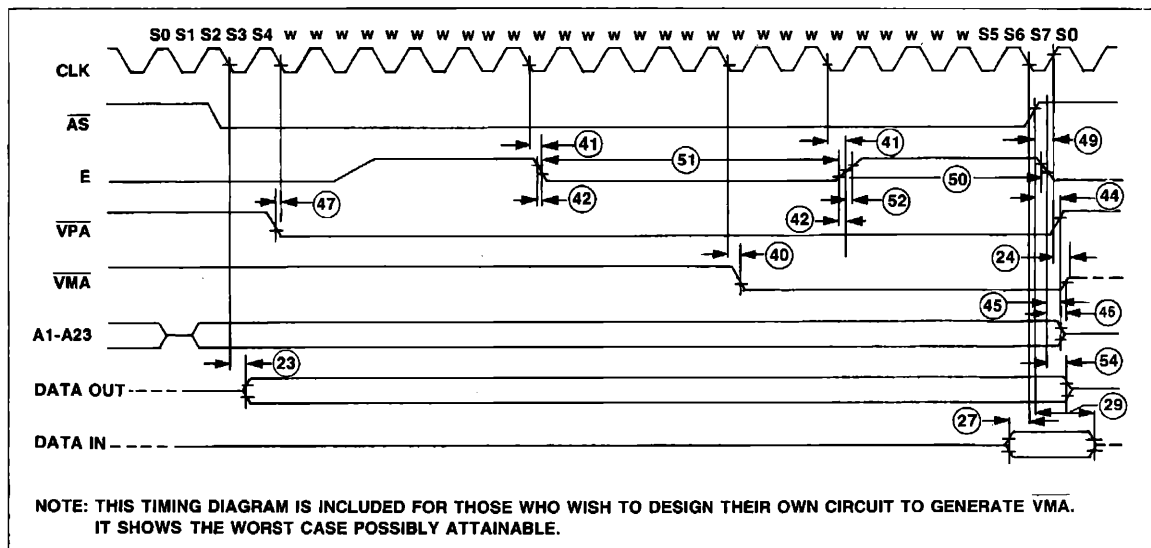 S0 S1 S2 S3 S4 w w w w w w w w w w w w w w w w w w w w w w w w w w w w S5 S6 S7 S0
CLK
AS
41
41
49
E
51
50
47
42
52
44
VPA
42
40
24
VMA
45
46
A1-A23
23
54
DATA OUT
29
27
DATA IN
NOTE: THIS TIMING DIAGRAM IS INCLUDED FOR THOSE WHO WISH TO DESIGN THEIR OWN CIRCUIT TO GENERATE VMA.
IT SHOWS THE WORST CASE POSSIBLY ATTAINABLE.